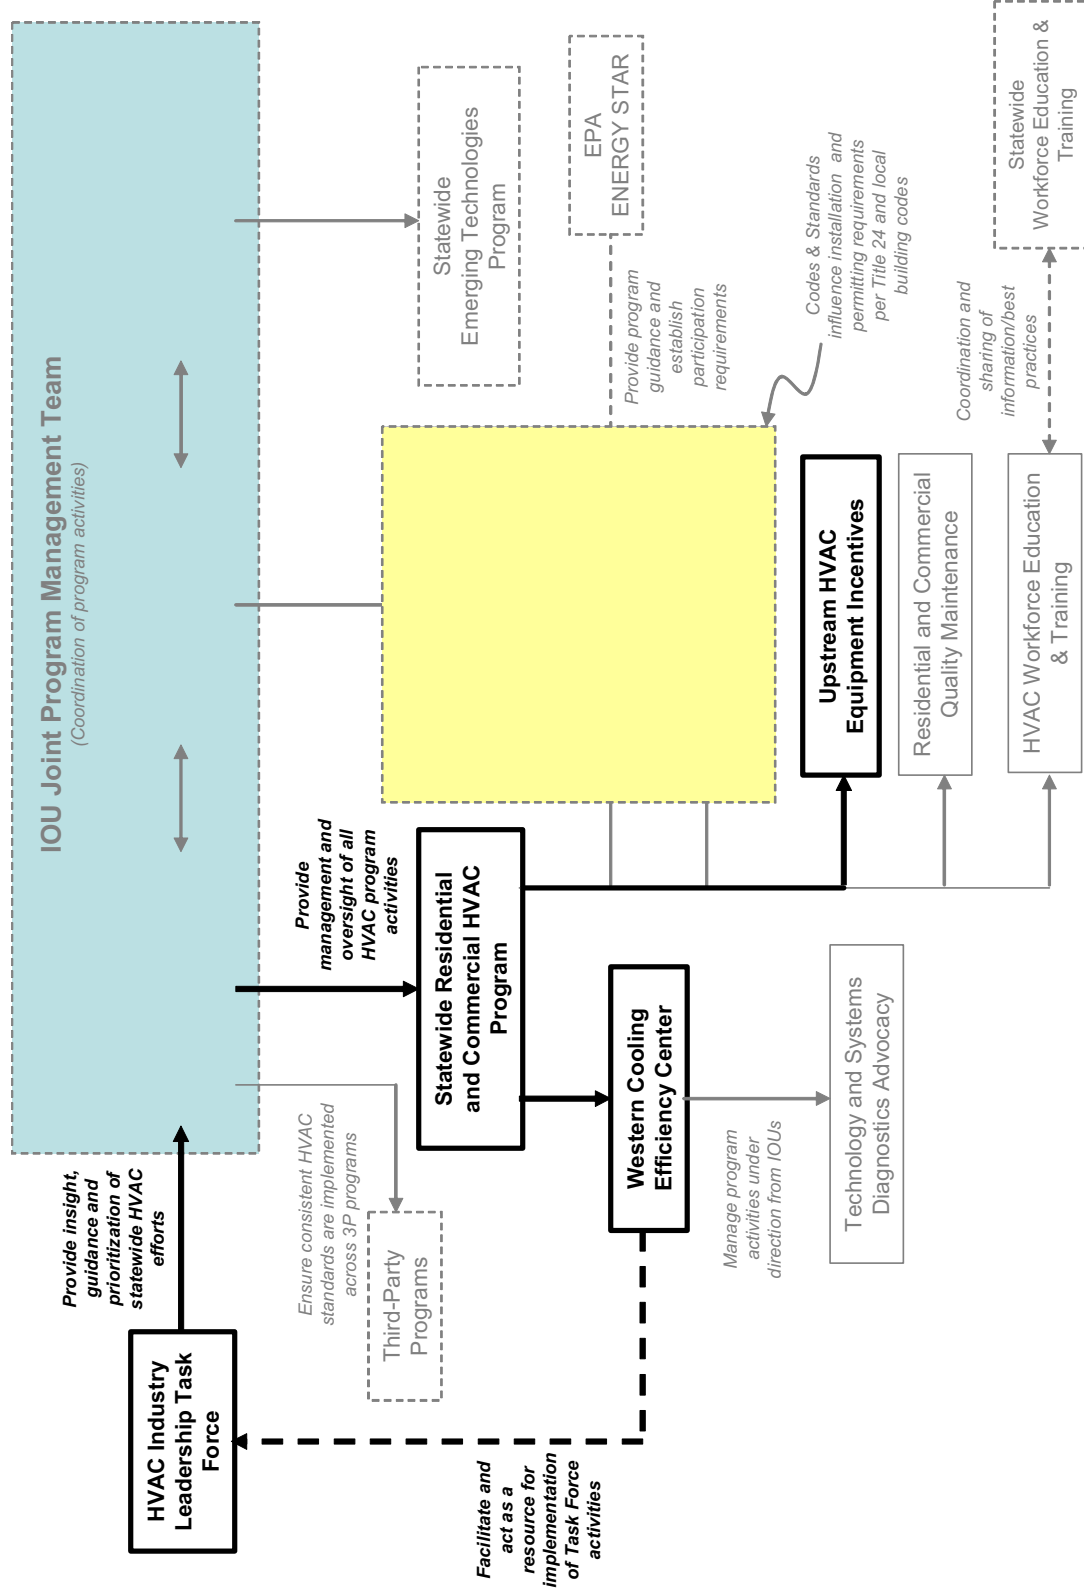 IOU Joint Program Management Team
(Coordination of program activities)
Provide insight,
guidance and
prioritization of
statewide HVAC
efforts
HVAC Industry
Leadership Task
Force
Provide
management and
oversight of all
HVAC program
activities
Ensure consistent HVAC
standards are implemented
across 3P programs
Third-Party
Programs
Statewide Residential
and Commercial HVAC
Program
Statewide
Emerging Technologies
Program
EPA
ENERGY STAR
Provide program
guidance and
establish
participation
requirements
Codes & Standards
influence installation and
permitting requirements
per Title 24 and local
building codes
Facilitate and
act as a
resource for
implementation
of Task Force
activities
Western Cooling
Efficiency Center
Manage program
activities under
direction from IOUs
Technology and Systems
Diagnostics Advocacy
Upstream HVAC
Equipment Incentives
Residential and Commercial
Quality Maintenance
HVAC Workforce Education
& Training
Coordination and
sharing of
information/best
practices
Statewide
Workforce Education &
Training